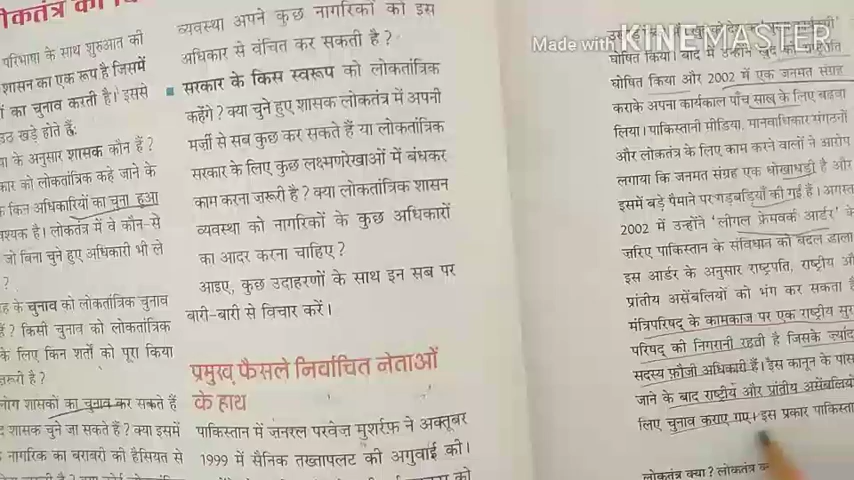 लोकतंत्र का
परिभाषा के साथ शुरुआत की
शासन का एक रूप है जिसमें
का चुनाव करती है। इससे
उठ खड़े होते हैं:
के अनुसार शासक कौन हैं ?
को लोकतांत्रिक कहे जाने के
किन अधिकारियों का चुना हुआ
है। लोकतंत्र में वे कौन-से
जो बिना चुने हुए अधिकारी भी ले
?
के चुनाव को लोकतांत्रिक चुनाव
? किसी चुनाव को लोकतांत्रिक
के लिए किन शर्तों को पूरा किया
ज़रूरी है ?
लोग शासकों का चुनाव कर सकते हैं
शासक चुने जा सकते हैं ? क्या इसमें
नागरिक का बराबरी की हैसियत से
व्यवस्था अपने कुछ नागरिकों को इस
अधिकार से वंचित कर सकती है ?
सरकार के किस स्वरूप को लोकतांत्रिक
कहेंगे ? क्या चुने हुए शासक लोकतंत्र में अपनी
मर्ज़ी से सब कुछ कर सकते हैं या लोकतांत्रिक
सरकार के लिए कुछ लक्ष्मणरेखाओं में बंधकर
काम करना ज़रूरी है ? क्या लोकतांत्रिक शासन
व्यवस्था को नागरिकों के कुछ अधिकारों
का आदर करना चाहिए ?
आइए, कुछ उदाहरणों के साथ इन सब पर
बारी-बारी से विचार करें।
प्रमुख फैसले निर्वाचित नेताओं
के हाथ
पाकिस्तान में जनरल परवेज़ मुशर्रफ़ ने अक्तूबर
1999 में सैनिक तख्तापलट की अगुवाई की।
घोषित किया। बाद में उन्होंने खुद को राष्ट्रपति
घोषित किया और 2002 में एक जनमत संग्रह
कराके अपना कार्यकाल पाँच साल के लिए बढ़वा
लिया। पाकिस्तानी मीडिया, मानवाधिकार संगठनों
और लोकतंत्र के लिए काम करने वालों ने आरोप
लगाया कि जनमत संग्रह एक धोखाधड़ी है और
इसमें बड़े पैमाने पर गड़बड़ियाँ की गई हैं। अगस्त
2002 में उन्होंने 'लीगल फ्रेमवर्क आर्डर' के
ज़रिए पाकिस्तान के संविधान को बदल डाला
इस आर्डर के अनुसार राष्ट्रपति, राष्ट्रीय
प्रांतीय असेंबलियों को भंग कर सकता
मंत्रिपरिषद् के कामकाज पर एक राष्ट्रीय
परिषद् की निगरानी रहती है जिसके
सदस्य फ़ौजी अधिकारी हैं। इस कानून के पास
जाने के बाद राष्ट्रीय और प्रांतीय
लिए चुनाव कराए गए। इस प्रकार
लोकतंत्र क्या ? लोकतंत्र
Made with KINEMASTER